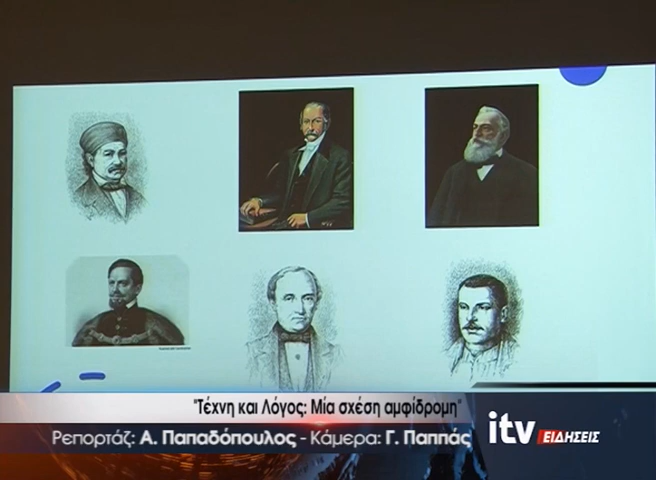 "Τέχνη και Λόγος: Μία σχέση αμφίδρομη"
Ρεπορτάζ: Α. Παπαδόπουλος - Κάμερα: Γ. Παππάς
itv ΕΙΔΗΣΕΙΣ